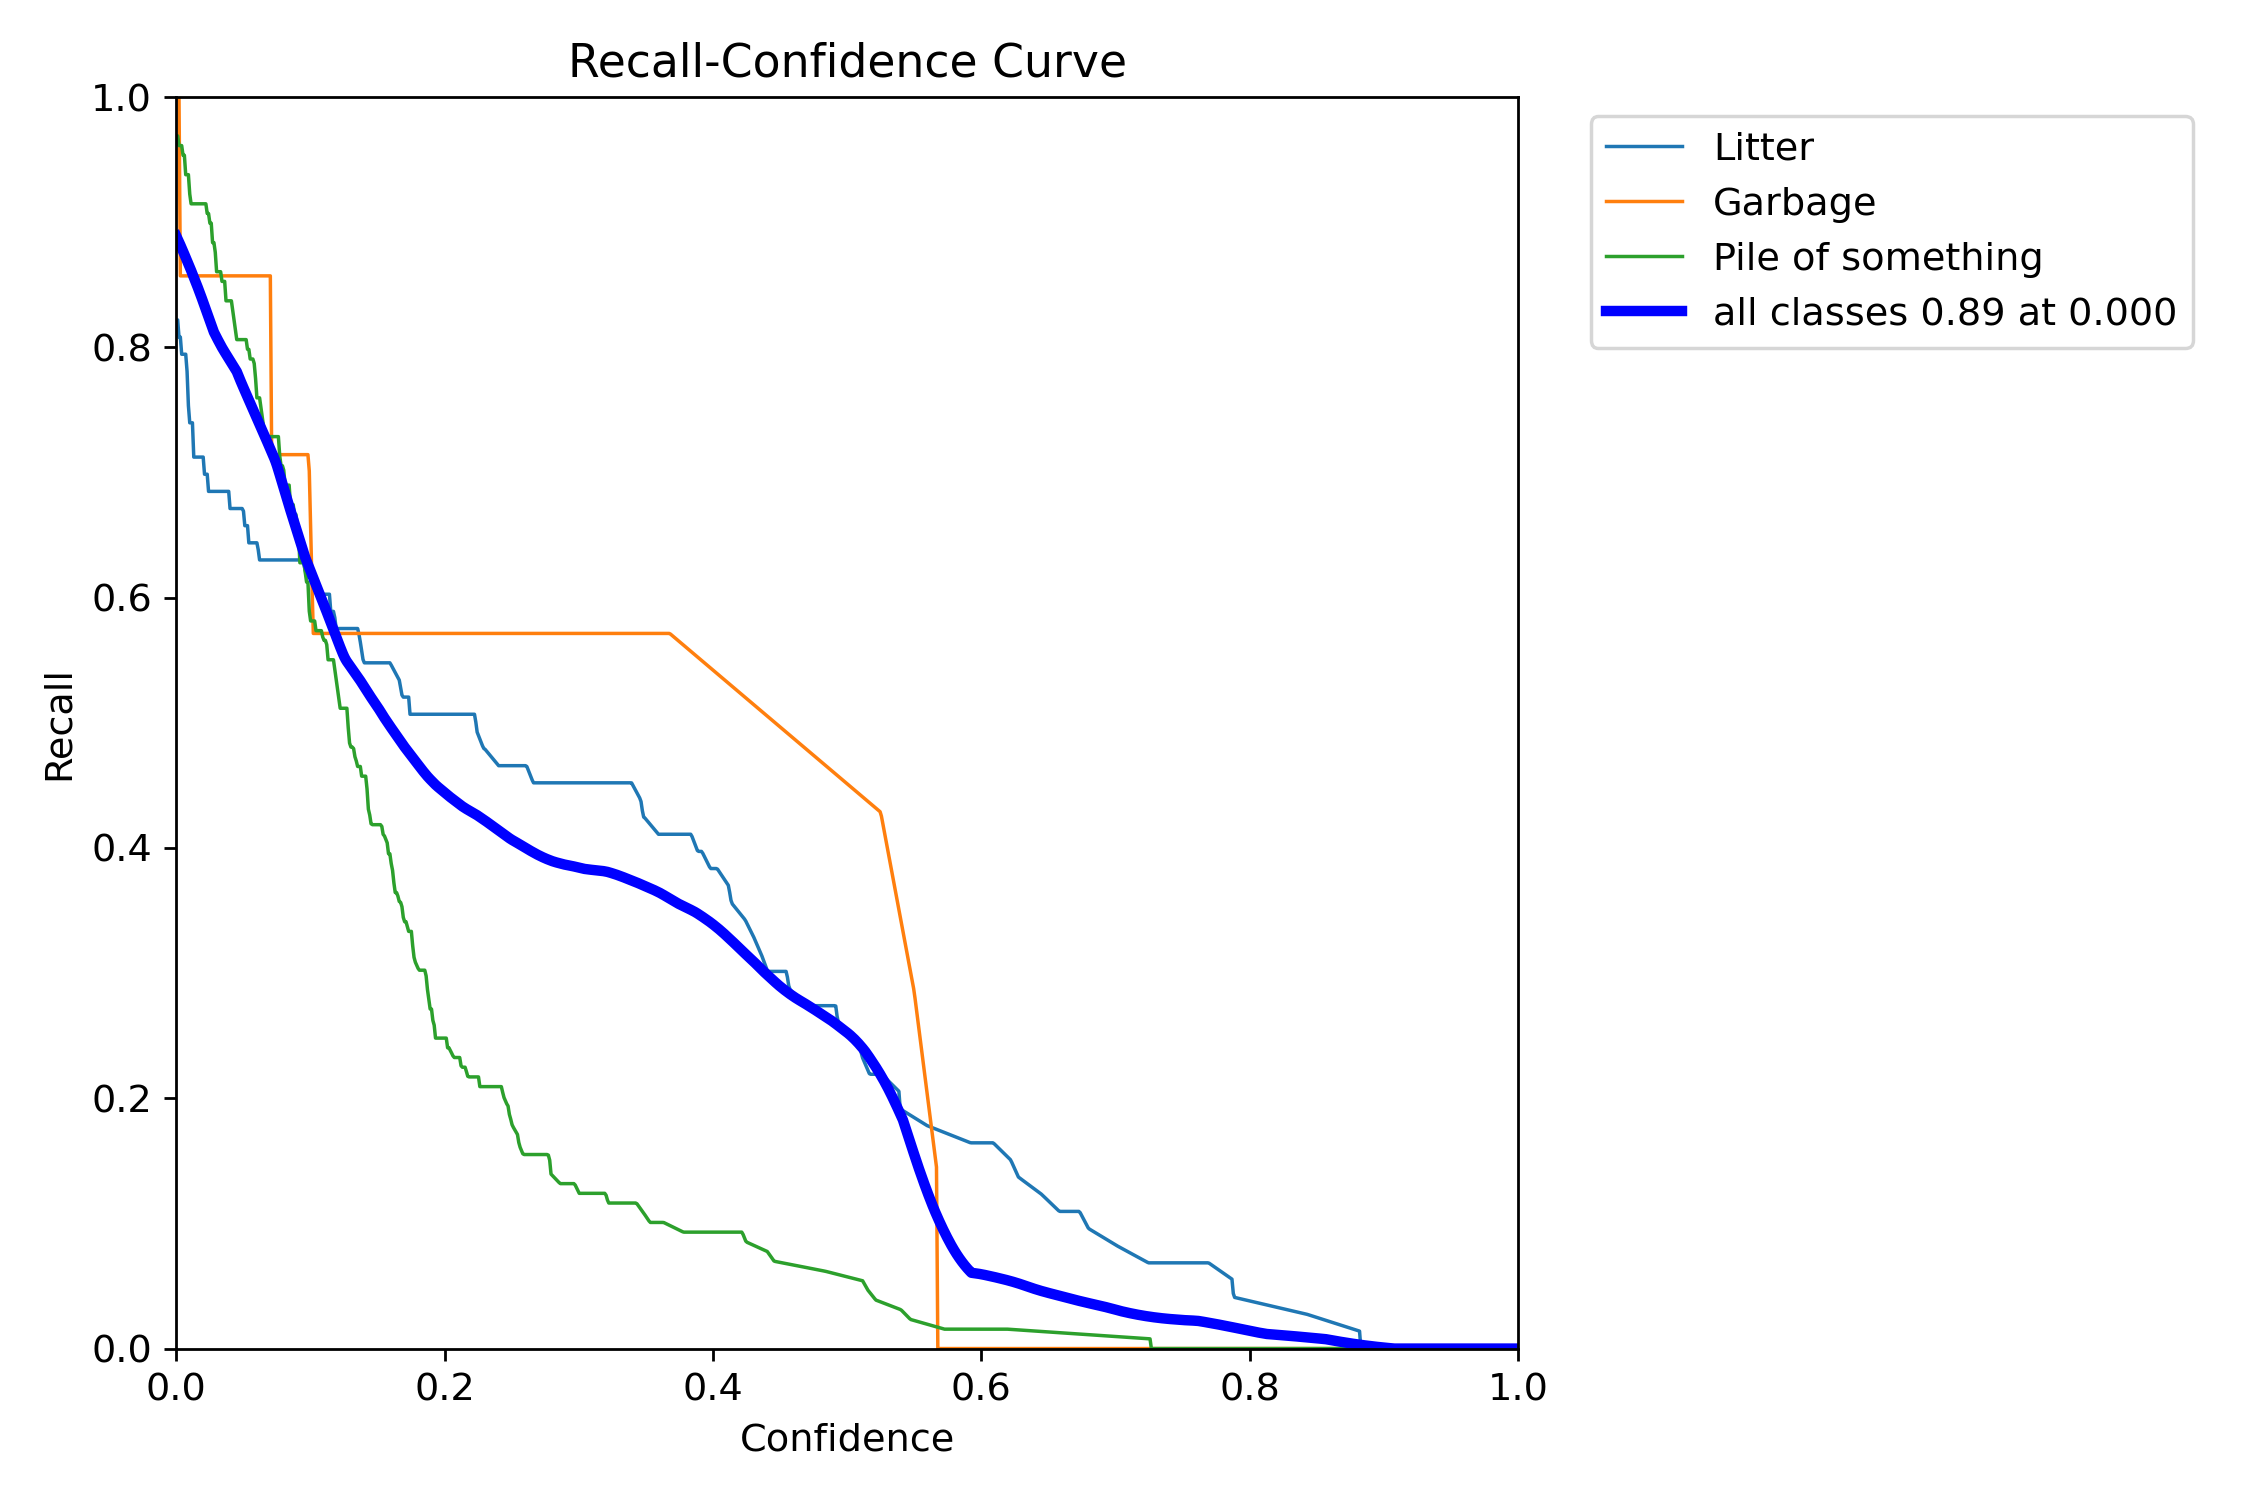 Recall-Confidence Curve
1.0
0.8
0.6
0.4
0.2
0.0
Recall
0.0 0.2 0.4 0.6 0.8 1.0
Confidence
Litter
Garbage
Pile of something
all classes 0.89 at 0.000